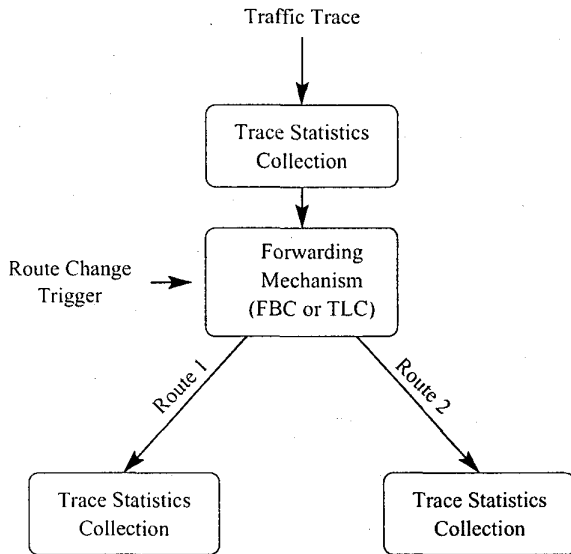 Traffic Trace
Trace Statistics
Collection
Forwarding
Mechanism
(FBC or TLC)
Route Change
Trigger
Route 1
Route 2
Trace Statistics
Collection
Trace Statistics
Collection